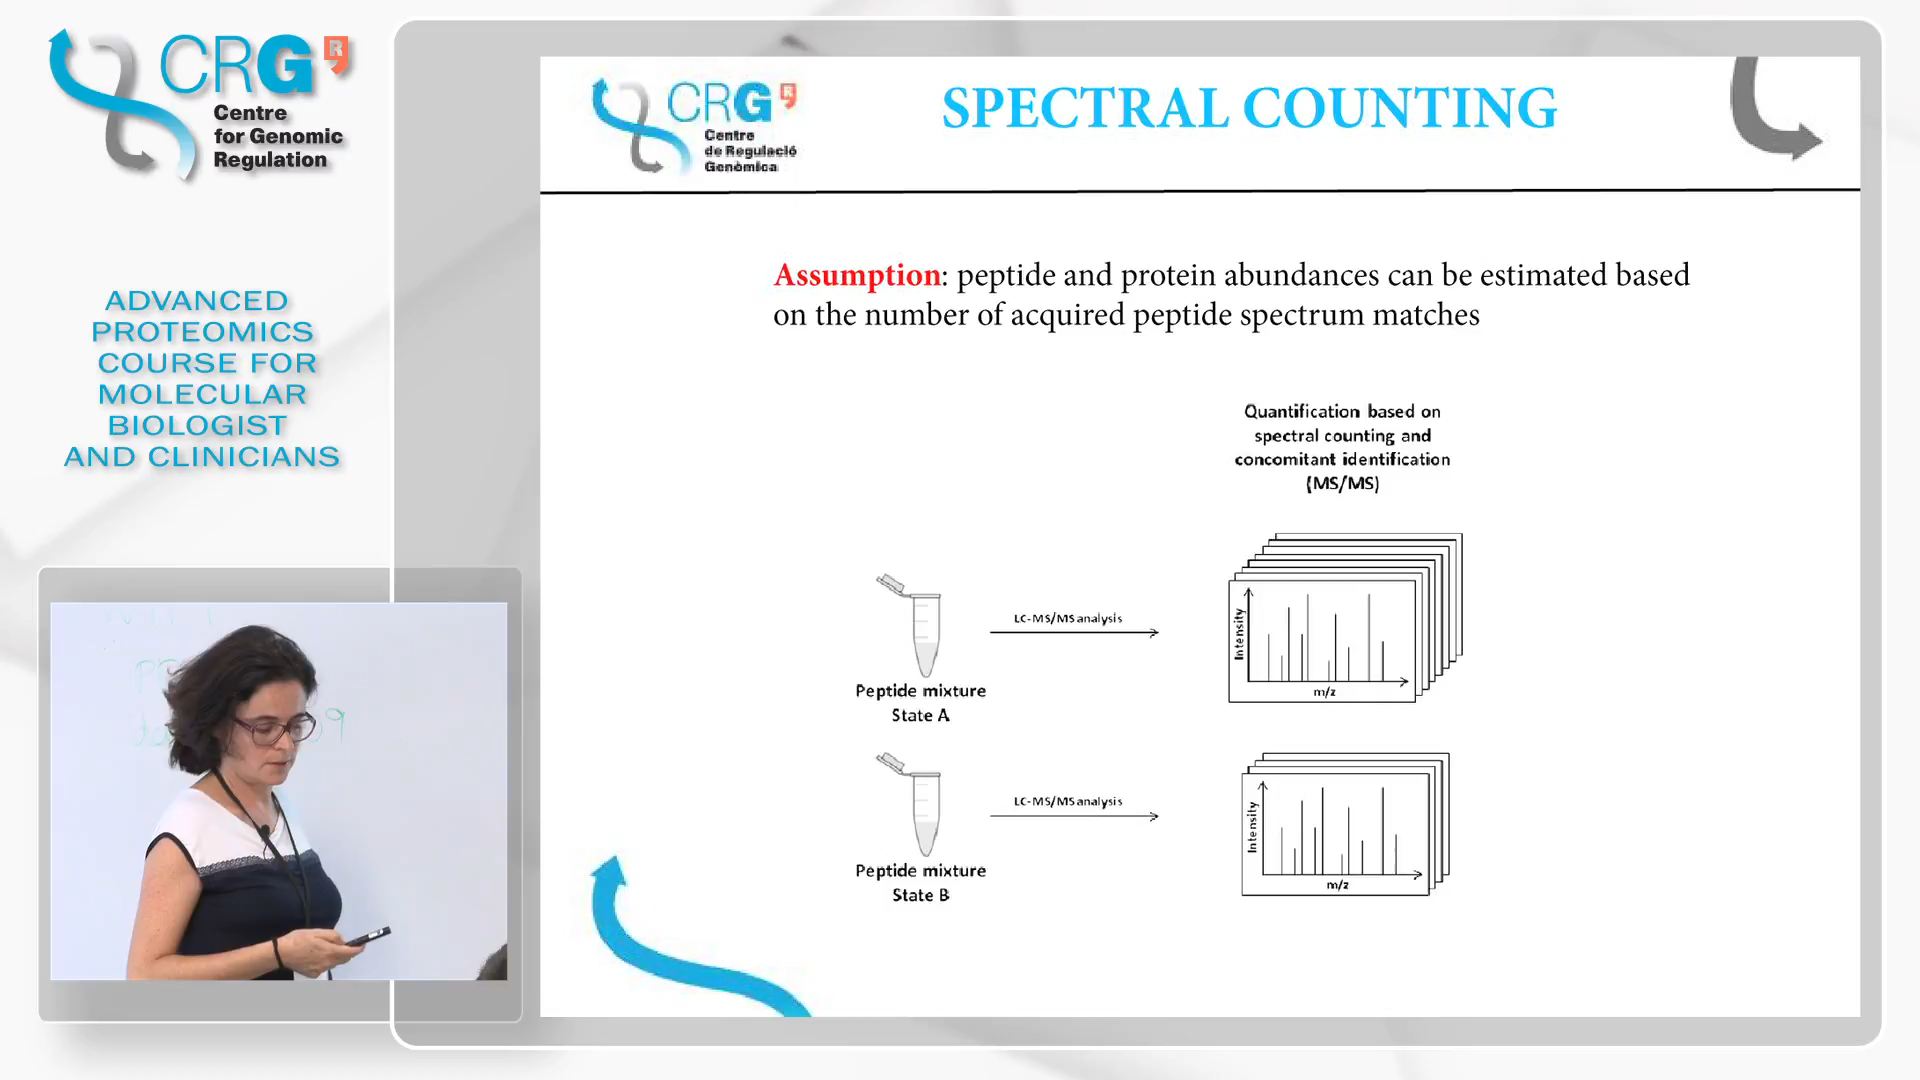 CRG
R
Centre
for Genomic
Regulation
ADVANCED
PROTEOMICS
COURSE FOR
MOLECULAR
BIOLOGIST
AND CLINICIANS
CRG
R
Centre
de Regulació
Genòmica
SPECTRAL COUNTING
Assumption: peptide and protein abundances can be estimated based
on the number of acquired peptide spectrum matches
Quantification based on
spectral counting and
concomitant identification
(MS/MS)
LC-MS/MS analysis
Intensity
m/z
Peptide mixture
State A
LC-MS/MS analysis
Intensity
m/z
Peptide mixture
State B